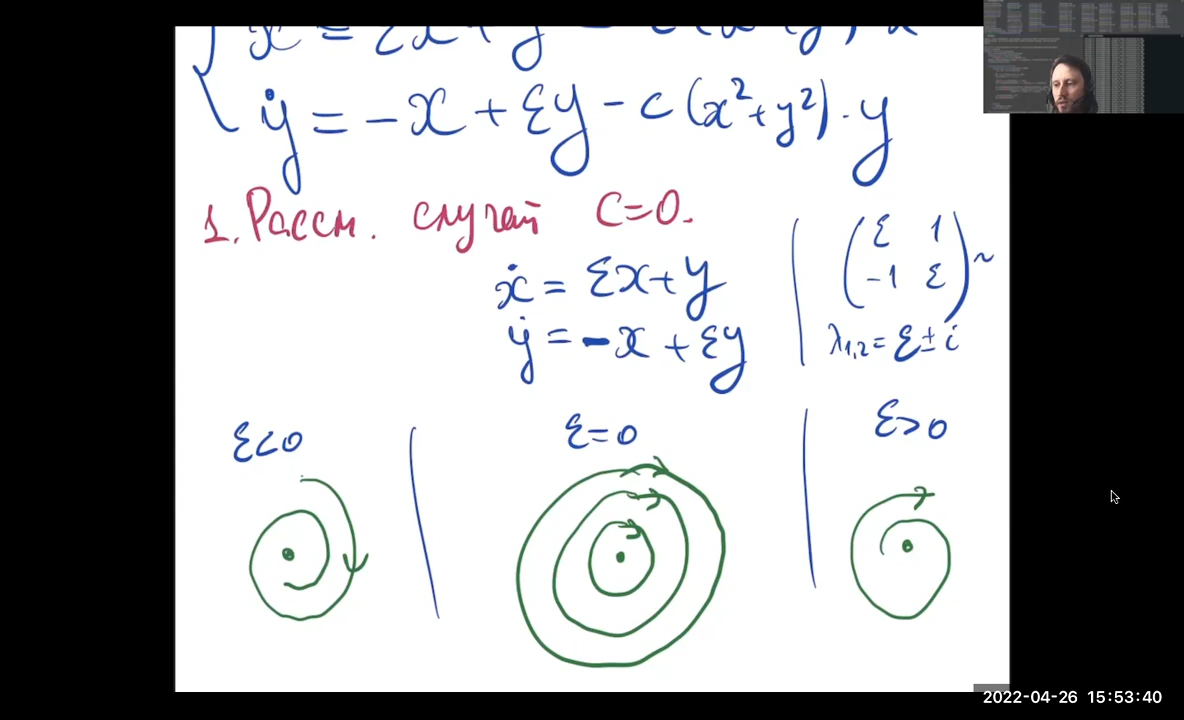 ẏ = -x + εy - c(x²+y²)·y
1. Рассм. случай C=0.
ẋ = εx+y
ẏ = -x + εy
( ε 1
-1 ε ) ~
λ1,2 = ε ± i
ε<0
ε=0
ε>0
2022-04-26 15:53:40